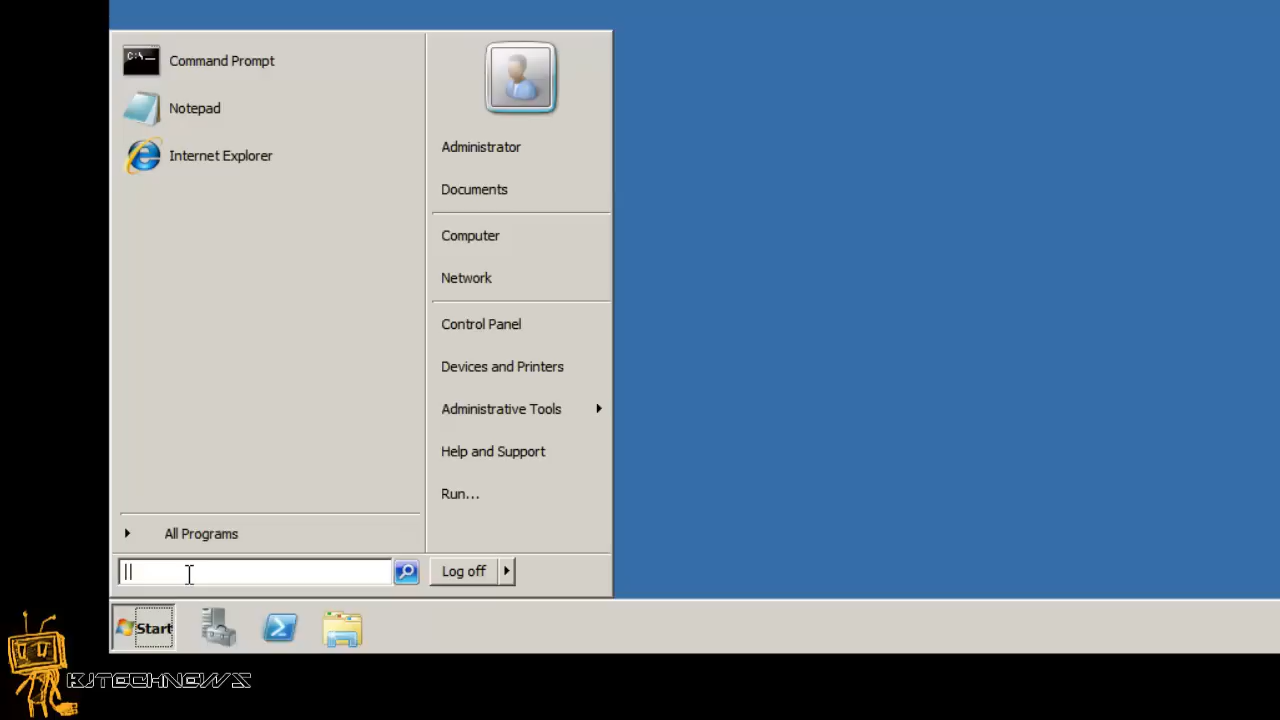 Command Prompt
Notepad
Internet Explorer
Administrator
Documents
Computer
Network
Control Panel
Devices and Printers
Administrative Tools
Help and Support
Run...
All Programs
Log off
Start
BJTECHNEWS